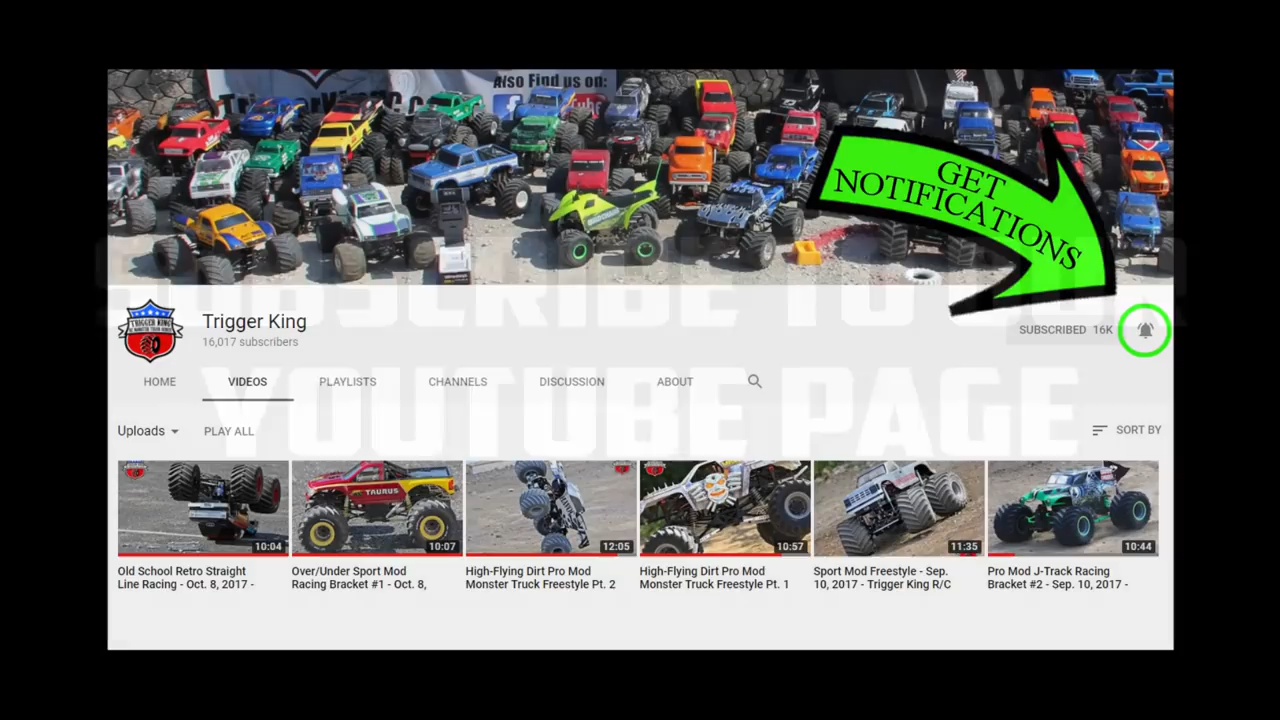 Also Find us on:
GET
NOTIFICATIONS
SUBSCRIBE TO OUR
YOUTUBE PAGE
Trigger King
16,017 subscribers
SUBSCRIBED 16K
HOME VIDEOS PLAYLISTS CHANNELS DISCUSSION ABOUT
Uploads PLAY ALL SORT BY
TAURUS
10:04 10:07 12:05 10:57 11:35 10:44
Old School Retro Straight
Line Racing - Oct. 8, 2017 -
Over/Under Sport Mod
Racing Bracket #1 - Oct. 8,
High-Flying Dirt Pro Mod
Monster Truck Freestyle Pt. 2
High-Flying Dirt Pro Mod
Monster Truck Freestyle Pt. 1
Sport Mod Freestyle - Sep.
10, 2017 - Trigger King R/C
Pro Mod J-Track Racing
Bracket #2 - Sep. 10, 2017 -